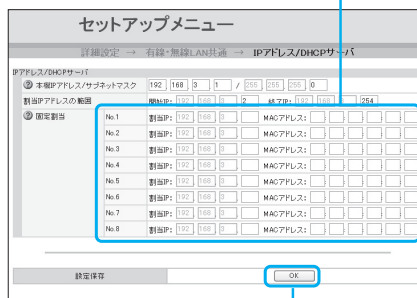 セットアップメニュー
詳細設定 → 有線・無線LAN共通 → IPアドレス/DHCPサーバ
IPアドレス/DHCPサーバ
本機IPアドレス/サブネットマスク 192 168 3 1 / 255 255 255 0
割当IPアドレスの範囲 開始IP: 192 168 3 2 終了IP: 192 168 254
固定割当 No.1 割当IP: 192 168 3 MACアドレス:
No.2 割当IP: 192 168 3 MACアドレス:
No.3 割当IP: 192 168 3 MACアドレス:
No.4 割当IP: 192 168 3 MACアドレス:
No.5 割当IP: 192 168 3 MACアドレス:
No.6 割当IP: 192 168 3 MACアドレス:
No.7 割当IP: 192 168 3 MACアドレス:
No.8 割当IP: 192 168 3 MACアドレス:
設定保存 OK